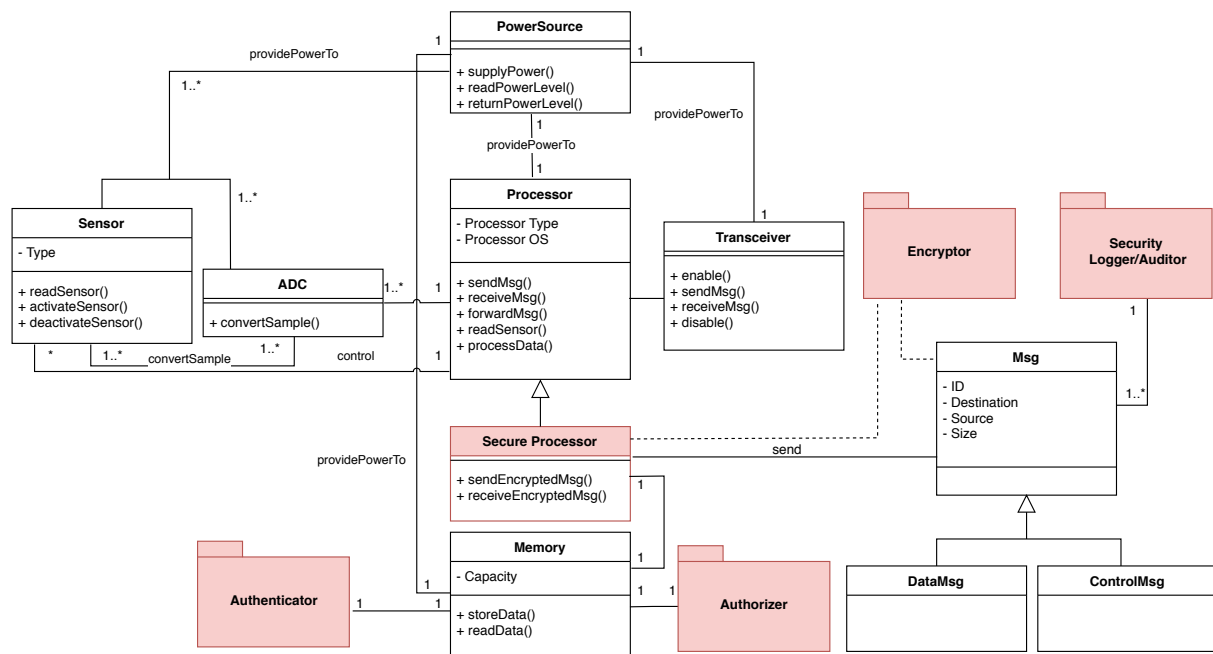 PowerSource
+ supplyPower()
+ readPowerLevel()
+ returnPowerLevel()
1
1
1
1
providePowerTo
1..*
1..*
providePowerTo
1
providePowerTo
1
Sensor
- Type
+ readSensor()
+ activateSensor()
+ deactivateSensor()
ADC
+ convertSample()
1..*
1
Processor
- Processor Type
- Processor OS
+ sendMsg()
+ receiveMsg()
+ forwardMsg()
+ readSensor()
+ processData()
Transceiver
+ enable()
+ sendMsg()
+ receiveMsg()
+ disable()
Encryptor
Security
Logger/Auditor
1
1..*
*
1..*
convertSample
1..*
control
1
Msg
- ID
- Destination
- Source
- Size
Secure Processor
+ sendEncryptedMsg()
+ receiveEncryptedMsg()
send
1
1
providePowerTo
1
Memory
- Capacity
+ storeData()
+ readData()
Authenticator
1
1
1
1
Authorizer
DataMsg
ControlMsg